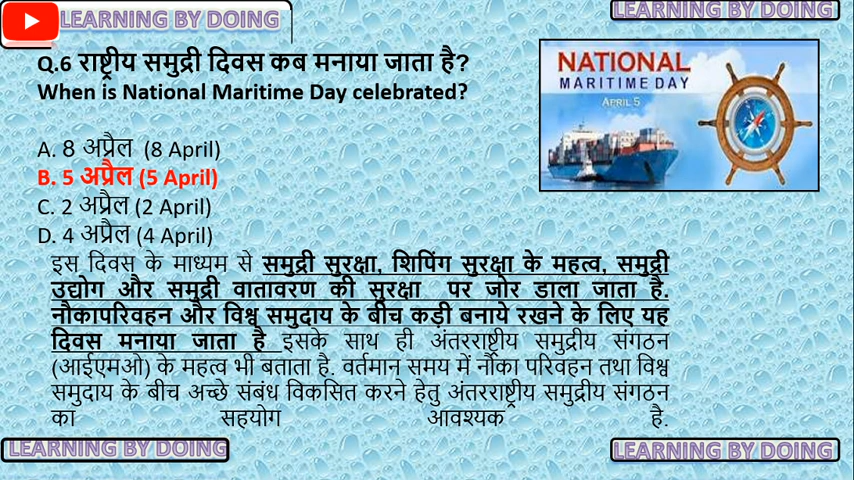 LEARNING BY DOING
LEARNING BY DOING
Q.6 राष्ट्रीय समुद्री दिवस कब मनाया जाता है?
When is National Maritime Day celebrated?
NATIONAL
MARITIME DAY
APRIL 5
A. 8 अप्रैल (8 April)
B. 5 अप्रैल (5 April)
C. 2 अप्रैल (2 April)
D. 4 अप्रैल (4 April)
इस दिवस के माध्यम से समुद्री सुरक्षा, शिपिंग सुरक्षा के महत्व, समुद्री
उद्योग और समुद्री वातावरण की सुरक्षा पर जोर डाला जाता है.
नौकापरिवहन और विश्व समुदाय के बीच कड़ी बनाये रखने के लिए यह
दिवस मनाया जाता है इसके साथ ही अंतरराष्ट्रीय समुद्रीय संगठन
(आईएमओ) के महत्व भी बताता है. वर्तमान समय में नौका परिवहन तथा विश्व
समुदाय के बीच अच्छे संबंध विकसित करने हेतु अंतरराष्ट्रीय समुद्रीय संगठन
का सहयोग आवश्यक है.
LEARNING BY DOING
LEARNING BY DOING